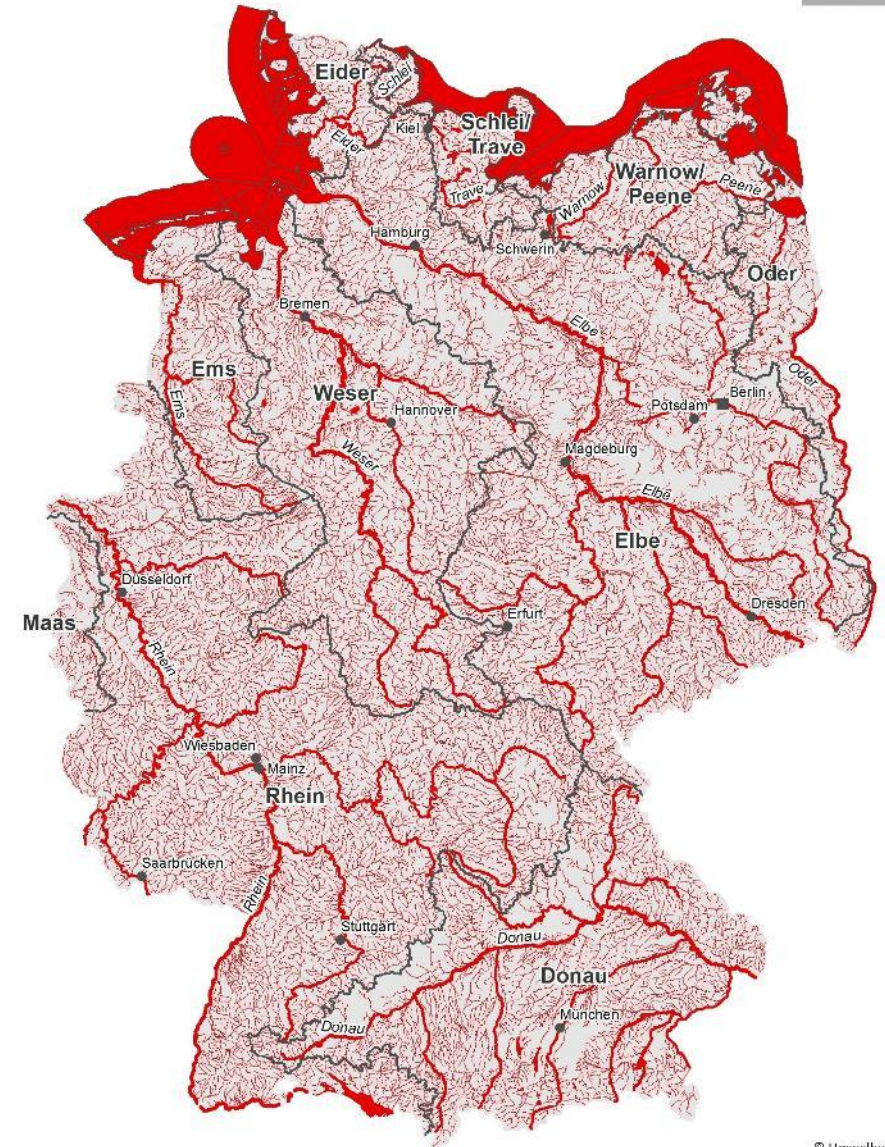 Eider
Schlei
Eider
Kiel
Schlei/
Trave
Trave
Warnow/
Peene
Warnow
Peene
Hamburg
Schwerin
Oder
Bremen
Elbe
Ems
Ems
Weser
Hannover
Weser
Potsdam
Berlin
Oder
Magdeburg
Elbe
Elbe
Düsseldorf
Maas
Rhein
Erfurt
Dresden
Wiesbaden
Mainz
Rhein
Saarbrücken
Rhein
Stuttgart
Donau
Donau
Donau
München